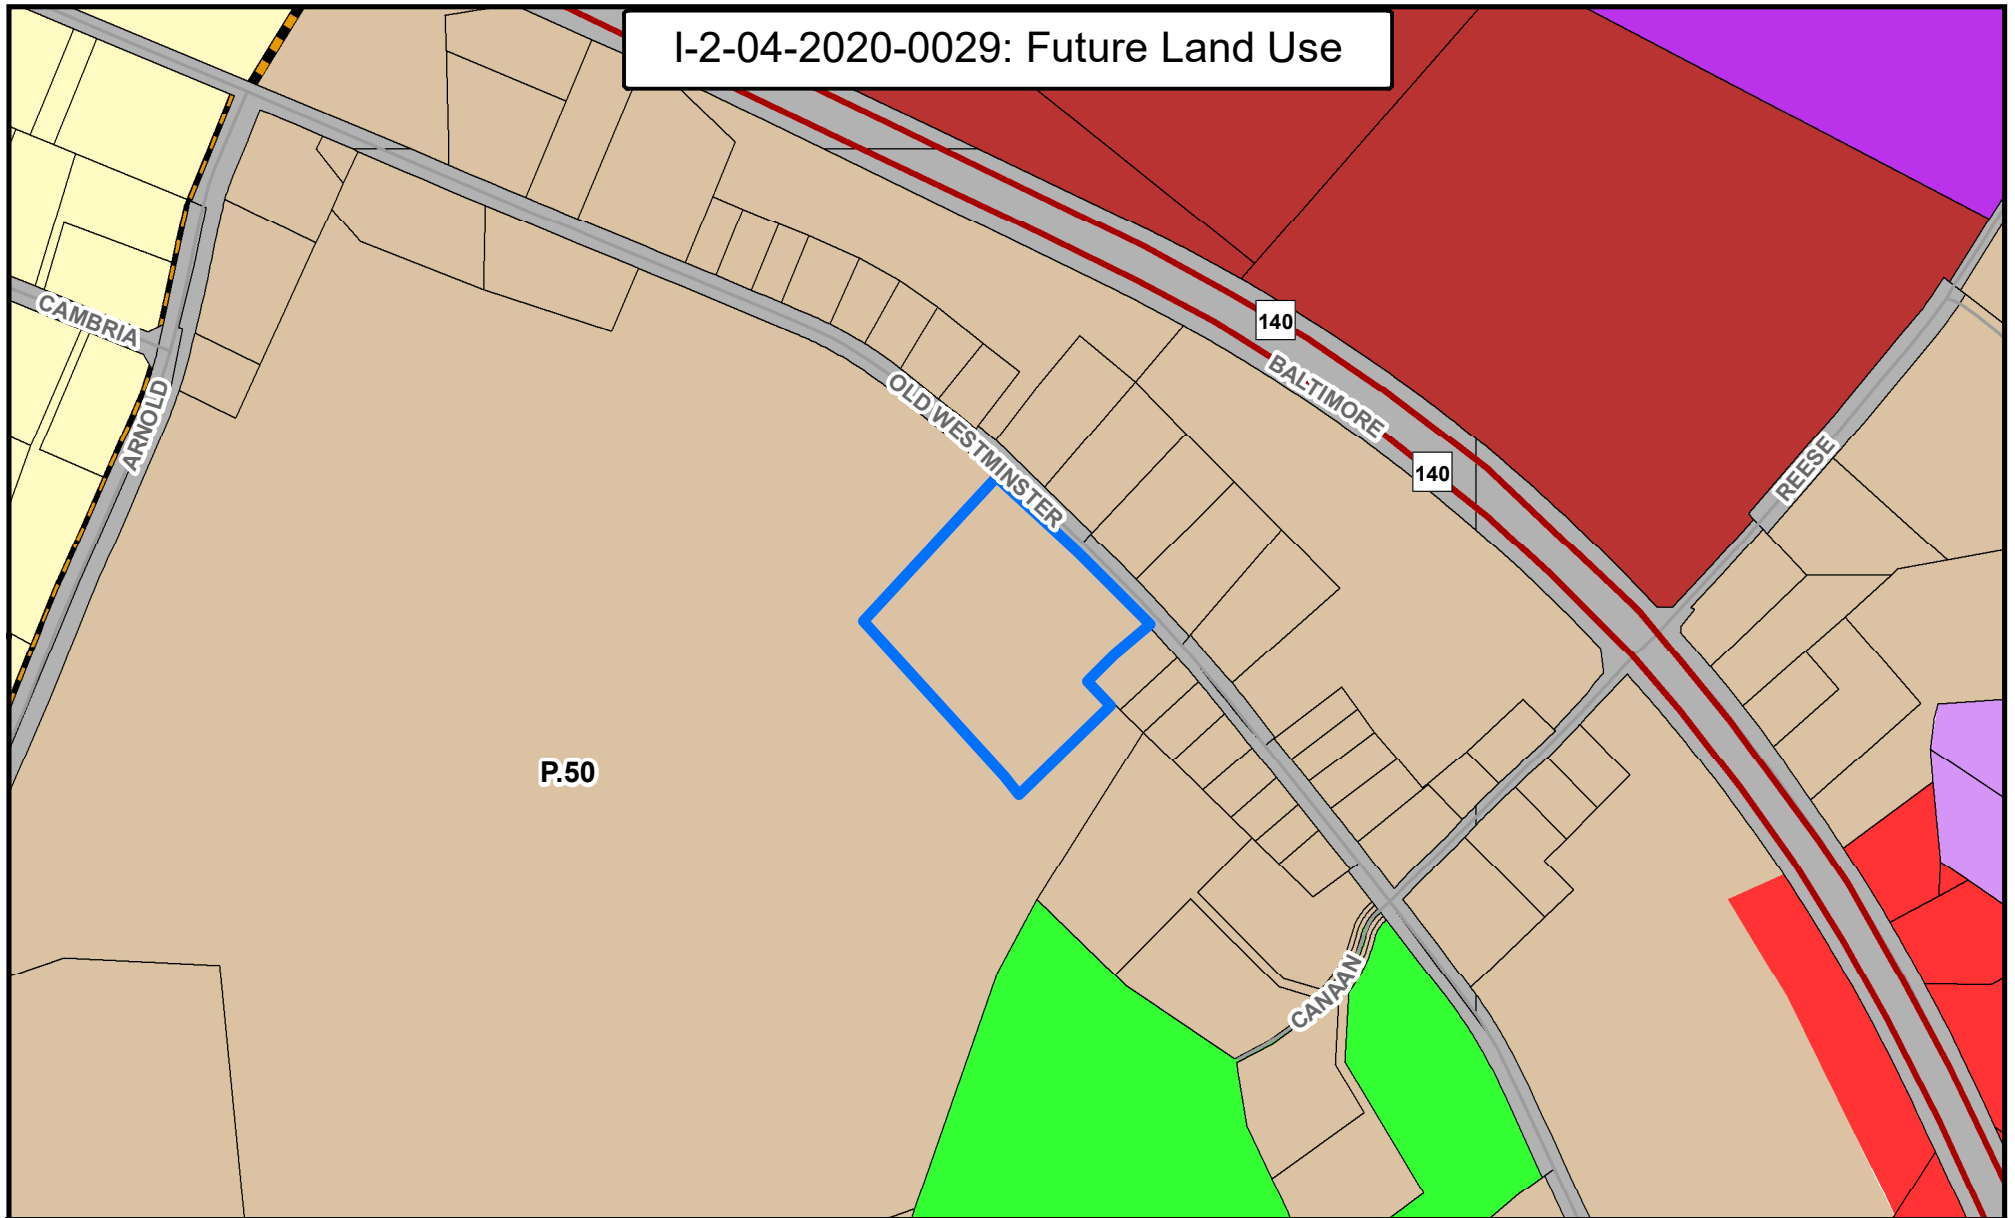 I-2-04-2020-0029: Future Land Use
140
CAMBRIA
BALTIMORE
ARNOLD
OLD WESTMINSTER
140
REESE
P.50
CANAAN